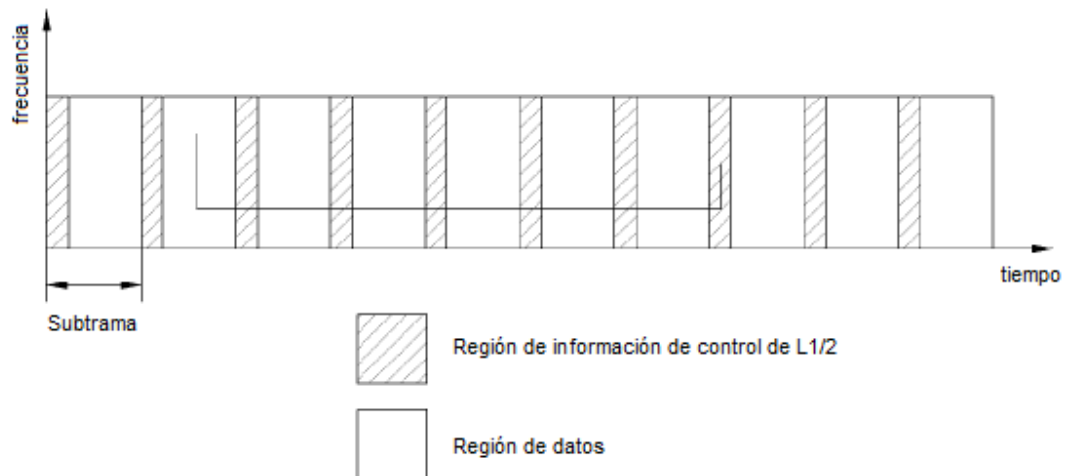 frecuencia
tiempo
Subtrama
Región de información de control de L1/2
Región de datos